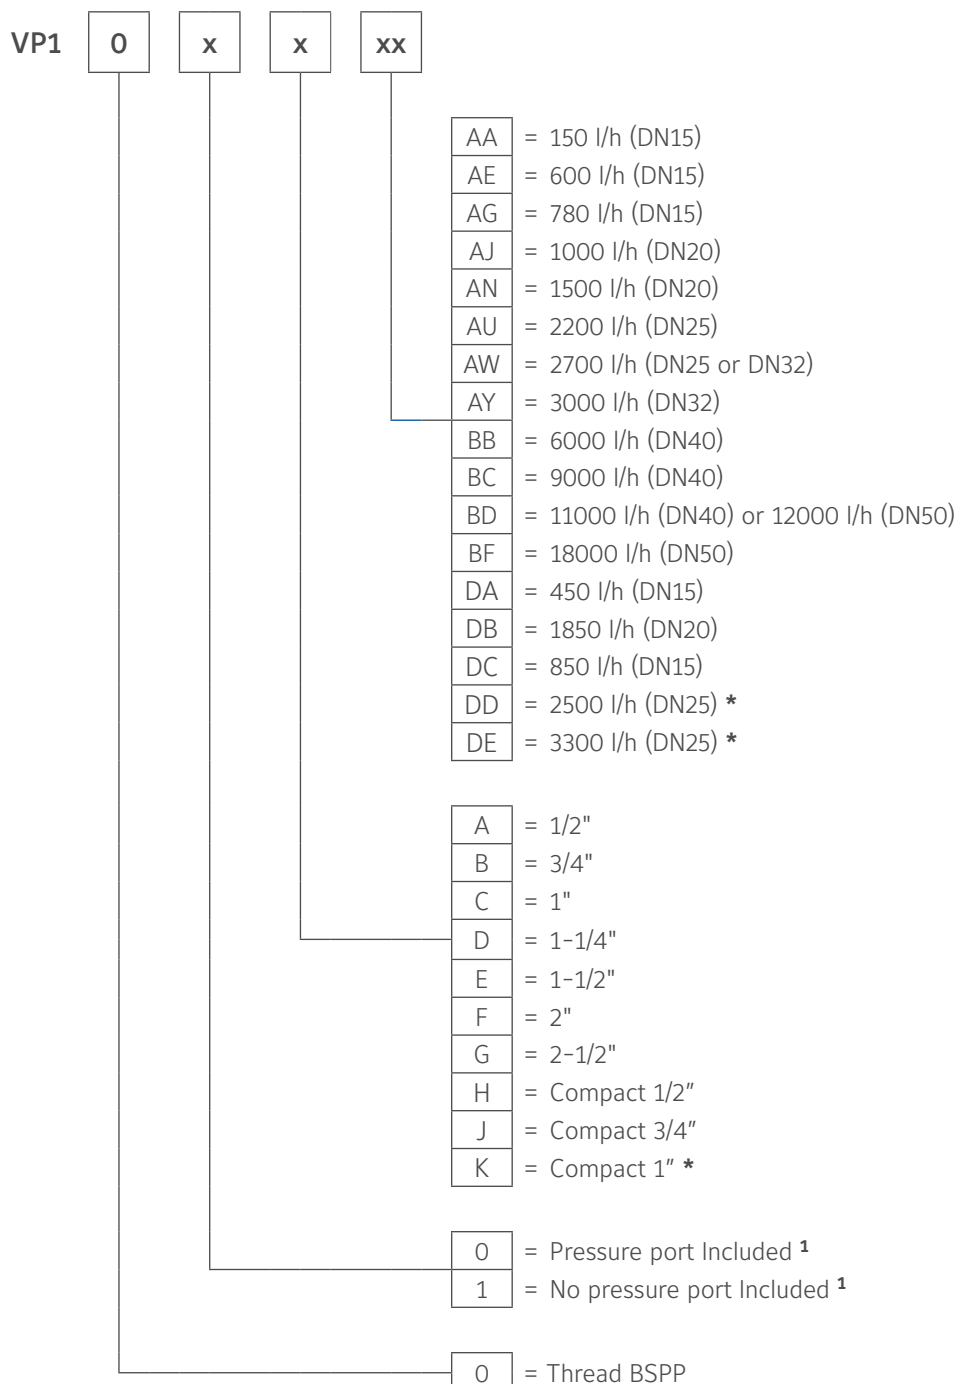 VP1 0 x x xx
AA = 150 l/h (DN15)
AE = 600 l/h (DN15)
AG = 780 l/h (DN15)
AJ = 1000 l/h (DN20)
AN = 1500 l/h (DN20)
AU = 2200 l/h (DN25)
AW = 2700 l/h (DN25 or DN32)
AY = 3000 l/h (DN32)
BB = 6000 l/h (DN40)
BC = 9000 l/h (DN40)
BD = 11000 l/h (DN40) or 12000 l/h (DN50)
BF = 18000 l/h (DN50)
DA = 450 l/h (DN15)
DB = 1850 l/h (DN20)
DC = 850 l/h (DN15)
DD = 2500 l/h (DN25) *
DE = 3300 l/h (DN25) *
A = 1/2"
B = 3/4"
C = 1"
D = 1-1/4"
E = 1-1/2"
F = 2"
G = 2-1/2"
H = Compact 1/2"
J = Compact 3/4"
K = Compact 1" *
0 = Pressure port Included ¹
1 = No pressure port Included ¹
0 = Thread BSPP